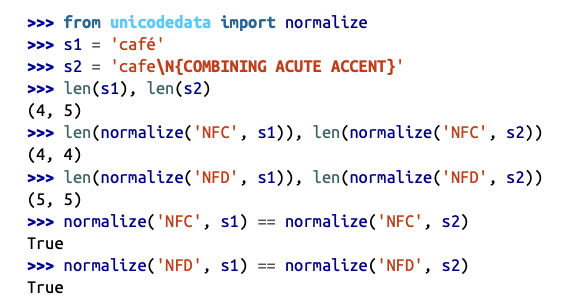 >>> from unicodedata import normalize
>>> s1 = 'café'
>>> s2 = 'cafe\N{COMBINING ACUTE ACCENT}'
>>> len(s1), len(s2)
(4, 5)
>>> len(normalize('NFC', s1)), len(normalize('NFC', s2))
(4, 4)
>>> len(normalize('NFD', s1)), len(normalize('NFD', s2))
(5, 5)
>>> normalize('NFC', s1) == normalize('NFC', s2)
True
>>> normalize('NFD', s1) == normalize('NFD', s2)
True